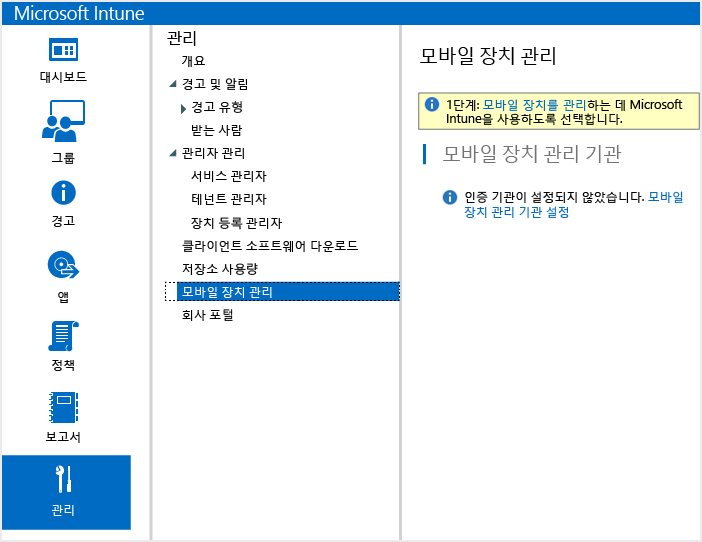 Microsoft Intune
대시보드
그룹
경고
앱
정책
보고서
관리
관리
개요
경고 및 알림
경고 유형
받는 사람
관리자 관리
서비스 관리자
테넌트 관리자
장치 등록 관리자
클라이언트 소프트웨어 다운로드
저장소 사용량
모바일 장치 관리
회사 포털
모바일 장치 관리
1단계: 모바일 장치를 관리하는 데 Microsoft
Intune을 사용하도록 선택합니다.
모바일 장치 관리 기관
인증 기관이 설정되지 않았습니다. 모바일
장치 관리 기관 설정